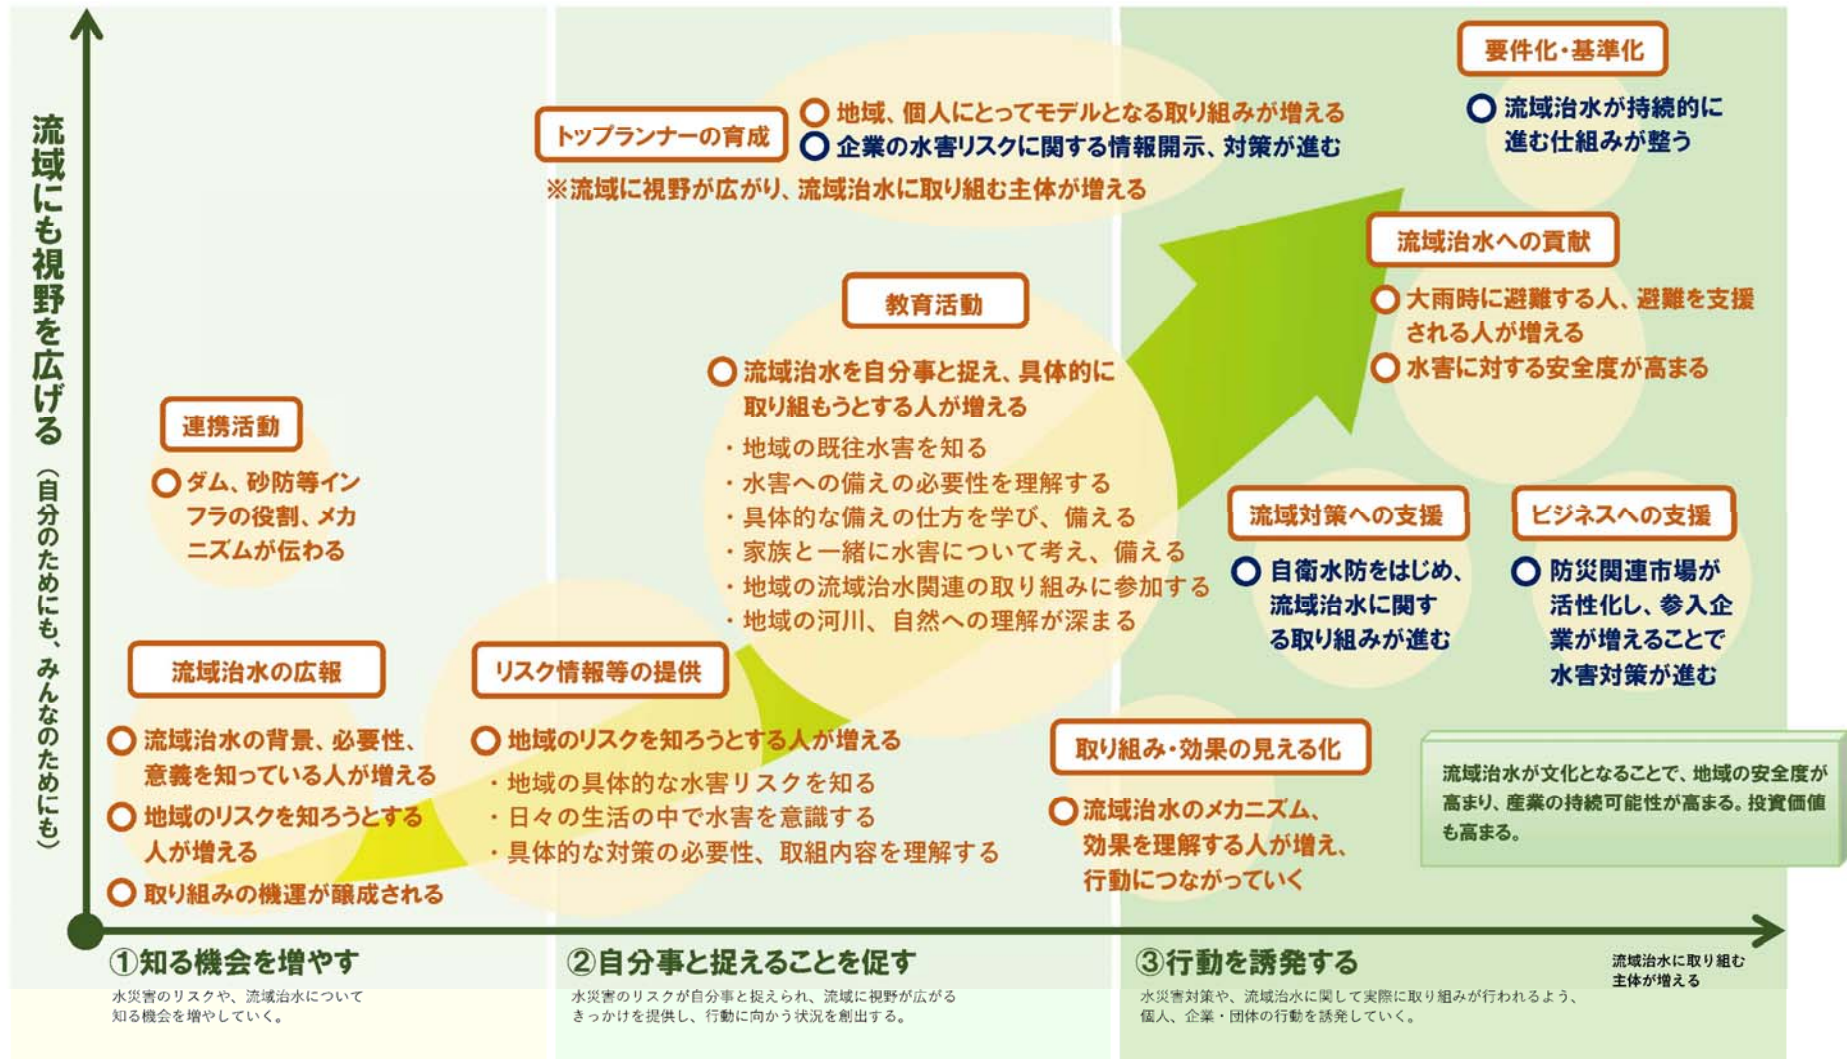 流域にも視野を広げる
（自分のためにも、みんなのためにも）
要件化・基準化
流域治水が持続的に
進む仕組みが整う
トップランナーの育成
地域、個人にとってモデルとなる取り組みが増える
企業の水害リスクに関する情報開示、対策が進む
※流域に視野が広がり、流域治水に取り組む主体が増える
流域治水への貢献
大雨時に避難する人、避難を支援
される人が増える
水害に対する安全度が高まる
教育活動
流域治水を自分事と捉え、具体的に
取り組もうとする人が増える
・地域の既往水害を知る
・水害への備えの必要性を理解する
・具体的な備えの仕方を学び、備える
・家族と一緒に水害について考え、備える
・地域の流域治水関連の取り組みに参加する
・地域の河川、自然への理解が深まる
連携活動
ダム、砂防等イン
フラの役割、メカ
ニズムが伝わる
流域対策への支援
自衛水防をはじめ、
流域治水に関す
る取り組みが進む
ビジネスへの支援
防災関連市場が
活性化し、参入企
業が増えることで
水害対策が進む
流域治水の広報
流域治水の背景、必要性、
意義を知っている人が増える
地域のリスクを知ろうとする
人が増える
取り組みの機運が醸成される
リスク情報等の提供
地域のリスクを知ろうとする人が増える
・地域の具体的な水害リスクを知る
・日々の生活の中で水害を意識する
・具体的な対策の必要性、取組内容を理解する
取り組み・効果の見える化
流域治水のメカニズム、
効果を理解する人が増え、
行動につながっていく
流域治水が文化となることで、地域の安全度が
高まり、産業の持続可能性が高まる。投資価値
も高まる。
①知る機会を増やす
水災害のリスクや、流域治水について
知る機会を増やしていく。
②自分事と捉えることを促す
水災害のリスクが自分事と捉えられ、流域に視野が広がる
きっかけを提供し、行動に向かう状況を創出する。
③行動を誘発する
水災害対策や、流域治水に関して実際に取り組みが行われるよう、
個人、企業・団体の行動を誘発していく。
流域治水に取り組む
主体が増える